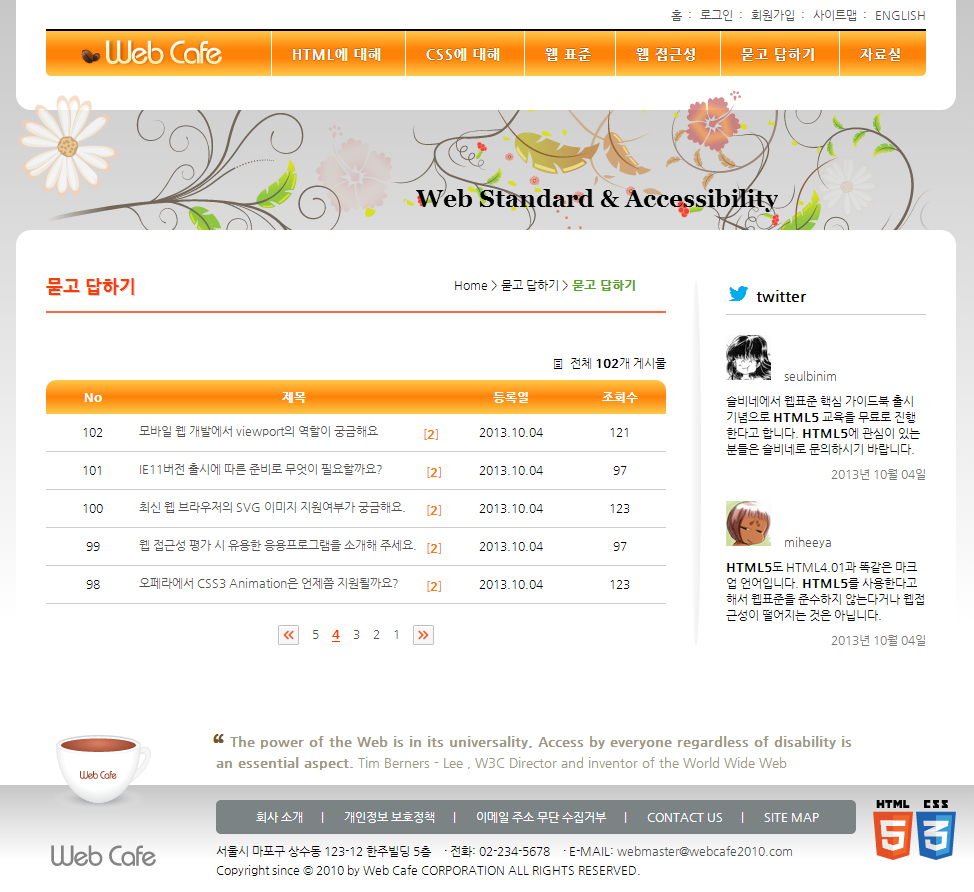 홈 : 로그인 : 회원가입 : 사이트맵 : ENGLISH
Web Cafe HTML에 대해 CSS에 대해 웹 표준 웹 접근성 묻고 답하기 자료실
Web Standard & Accessibility
묻고 답하기
Home > 묻고 답하기 > 묻고 답하기
전체 102개 게시물
No 제목 등록일 조회수
102 모바일 웹 개발에서 viewport의 역할이 궁금해요 [2] 2013.10.04 121
101 IE11버전 출시에 따른 준비로 무엇이 필요할까요? [2] 2013.10.04 97
100 최신 웹 브라우저의 SVG 이미지 지원여부가 궁금해요. [2] 2013.10.04 123
99 웹 접근성 평가 시 유용한 응용프로그램을 소개해 주세요. [2] 2013.10.04 97
98 오페라에서 CSS3 Animation은 언제쯤 지원될까요? [2] 2013.10.04 123
5 4 3 2 1
twitter
seulbinim
슬비네에서 웹표준 핵심 가이드북 출시
기념으로 HTML5 교육을 무료로 진행
한다고 합니다. HTML5에 관심이 있는
분들은 슬비네로 문의하시기 바랍니다.
2013년 10월 04일
miheeya
HTML5도 HTML4.01과 똑같은 마크
업 언어입니다. HTML5를 사용한다고
해서 웹표준을 준수하지 않는다거나 웹접
근성이 떨어지는 것은 아닙니다.
2013년 10월 04일
Web Cafe
“ The power of the Web is in its universality, Access by everyone regardless of disability is
an essential aspect. Tim Berners - Lee , W3C Director and inventor of the World Wide Web
회사 소개 | 개인정보 보호정책 | 이메일 주소 무단 수집거부 | CONTACT US | SITE MAP
HTML 5 CSS 3
Web Cafe
서울시 마포구 상수동 123-12 한주빌딩 5층 · 전화: 02-234-5678 · E-MAIL: webmaster@webcafe2010.com
Copyright since © 2010 by Web Cafe CORPORATION ALL RIGHTS RESERVED.